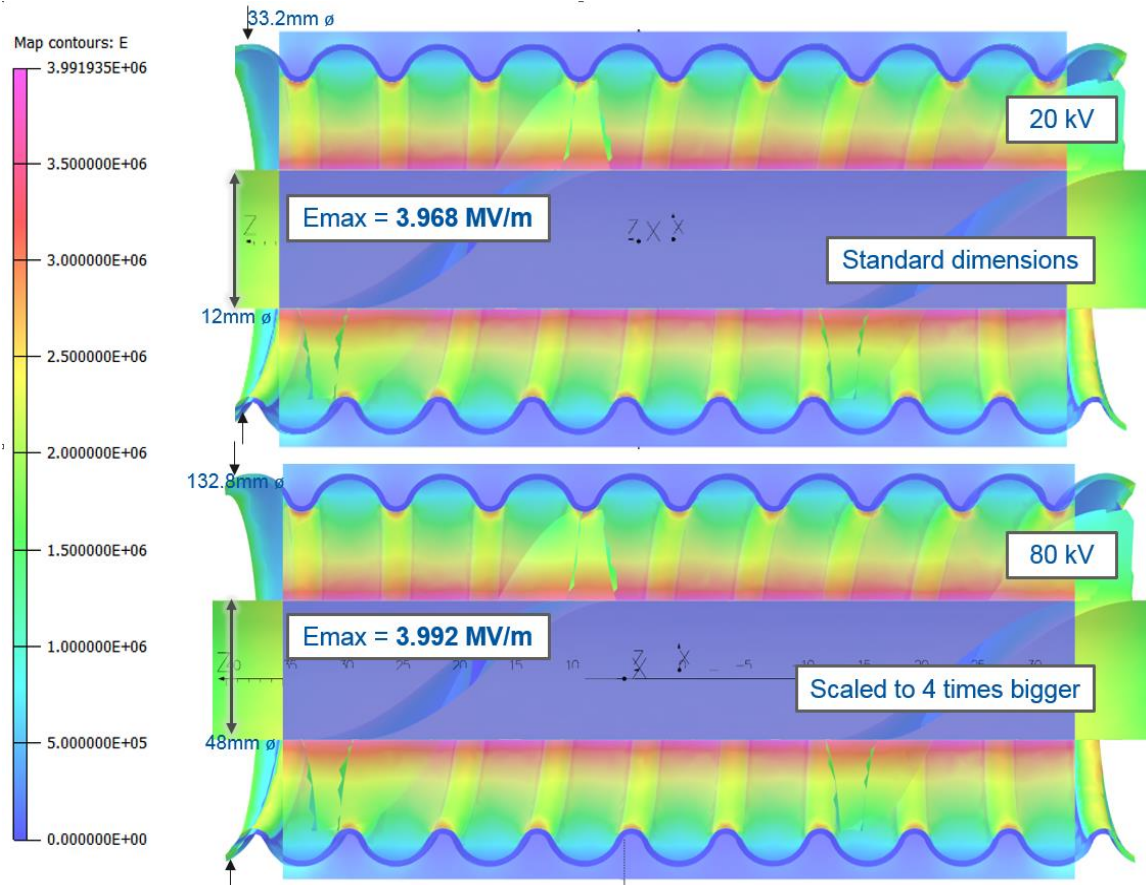 33.2mm ø
Map contours: E
3.991935E+06
3.500000E+06
3.000000E+06
2.500000E+06
2.000000E+06
1.500000E+06
1.000000E+06
5.000000E+05
0.000000E+00
20 kV
Emax = 3.968 MV/m
Z
Z X X
Standard dimensions
12mm ø
132.8mm ø
80 kV
Emax = 3.992 MV/m
Scaled to 4 times bigger
48mm ø